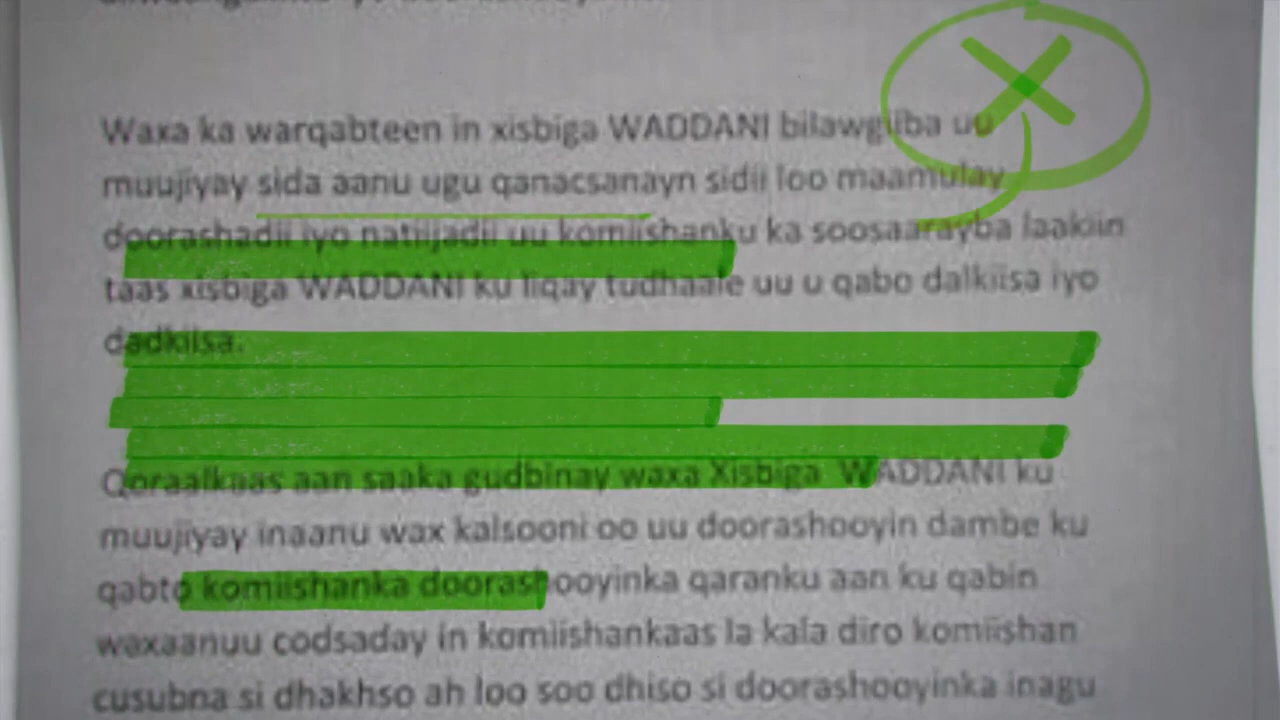 Waxa ka warqabteen in xisbiga WADDANI bilawgiiba uu
muujiyay sida aanu ugu qanacsanayn sidii loo maamulay
doorashadii iyo natiijadii uu komiishanku ka soosaarayba laakiin
taas xisbiga WADDANI ku liqay tudhaale uu u qabo dalkiisa iyo
dadkiisa.
Qoraalkaas aan saaka gudbinay waxa Xisbiga WADDANI ku
muujiyay inaanu wax kalsooni oo uu doorashooyin dambe ku
qabto komiishanka doorashooyinka qaranku aan ku qabin
waxaanuu codsaday in komiishankaas la kala diro komiishan
cusubna si dhakhso ah loo soo dhiso si doorashooyinka inagu